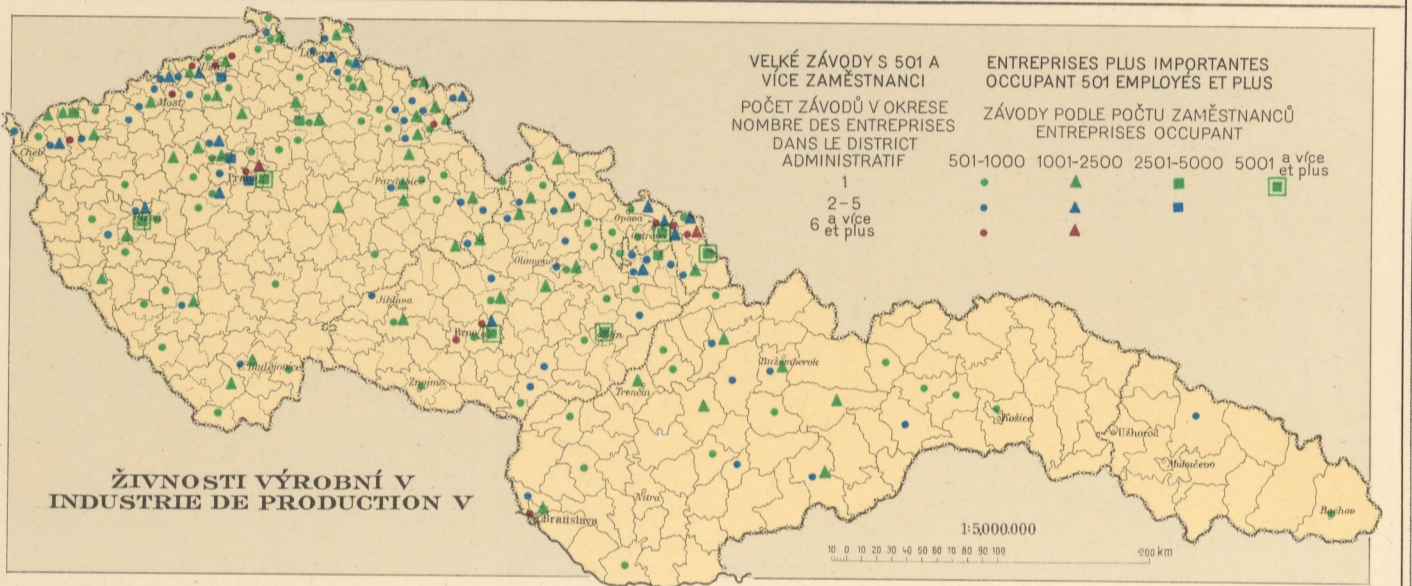 VELKÉ ZÁVODY S 501 A
VÍCE ZAMĚSTNANCI
ENTREPRISES PLUS IMPORTANTES
OCCUPANT 501 EMPLOYÉS ET PLUS
POČET ZÁVODŮ V OKRESE
NOMBRE DES ENTREPRISES
DANS LE DISTRICT
ADMINISTRATIF
ZÁVODY PODLE POČTU ZAMĚSTNANCŮ
ENTREPRISES OCCUPANT
501-1000 1001-2500 2501-5000 5001 a více et plus
1
2-5
6 a více et plus
Most
Cheb
Plzeň
Pardubice
Opava
Ostrava
Olomouc
Jihlava
Brno
Zlín
Budějovice
Znojmo
Trenčín
Ružomberok
Košice
Užhorod
Mukačevo
Rachov
Nitra
Bratislava
ŽIVNOSTI VÝROBNÍ V
INDUSTRIE DE PRODUCTION V
1:5,000.000
10 0 10 20 30 40 50 60 70 80 90 100 200 km